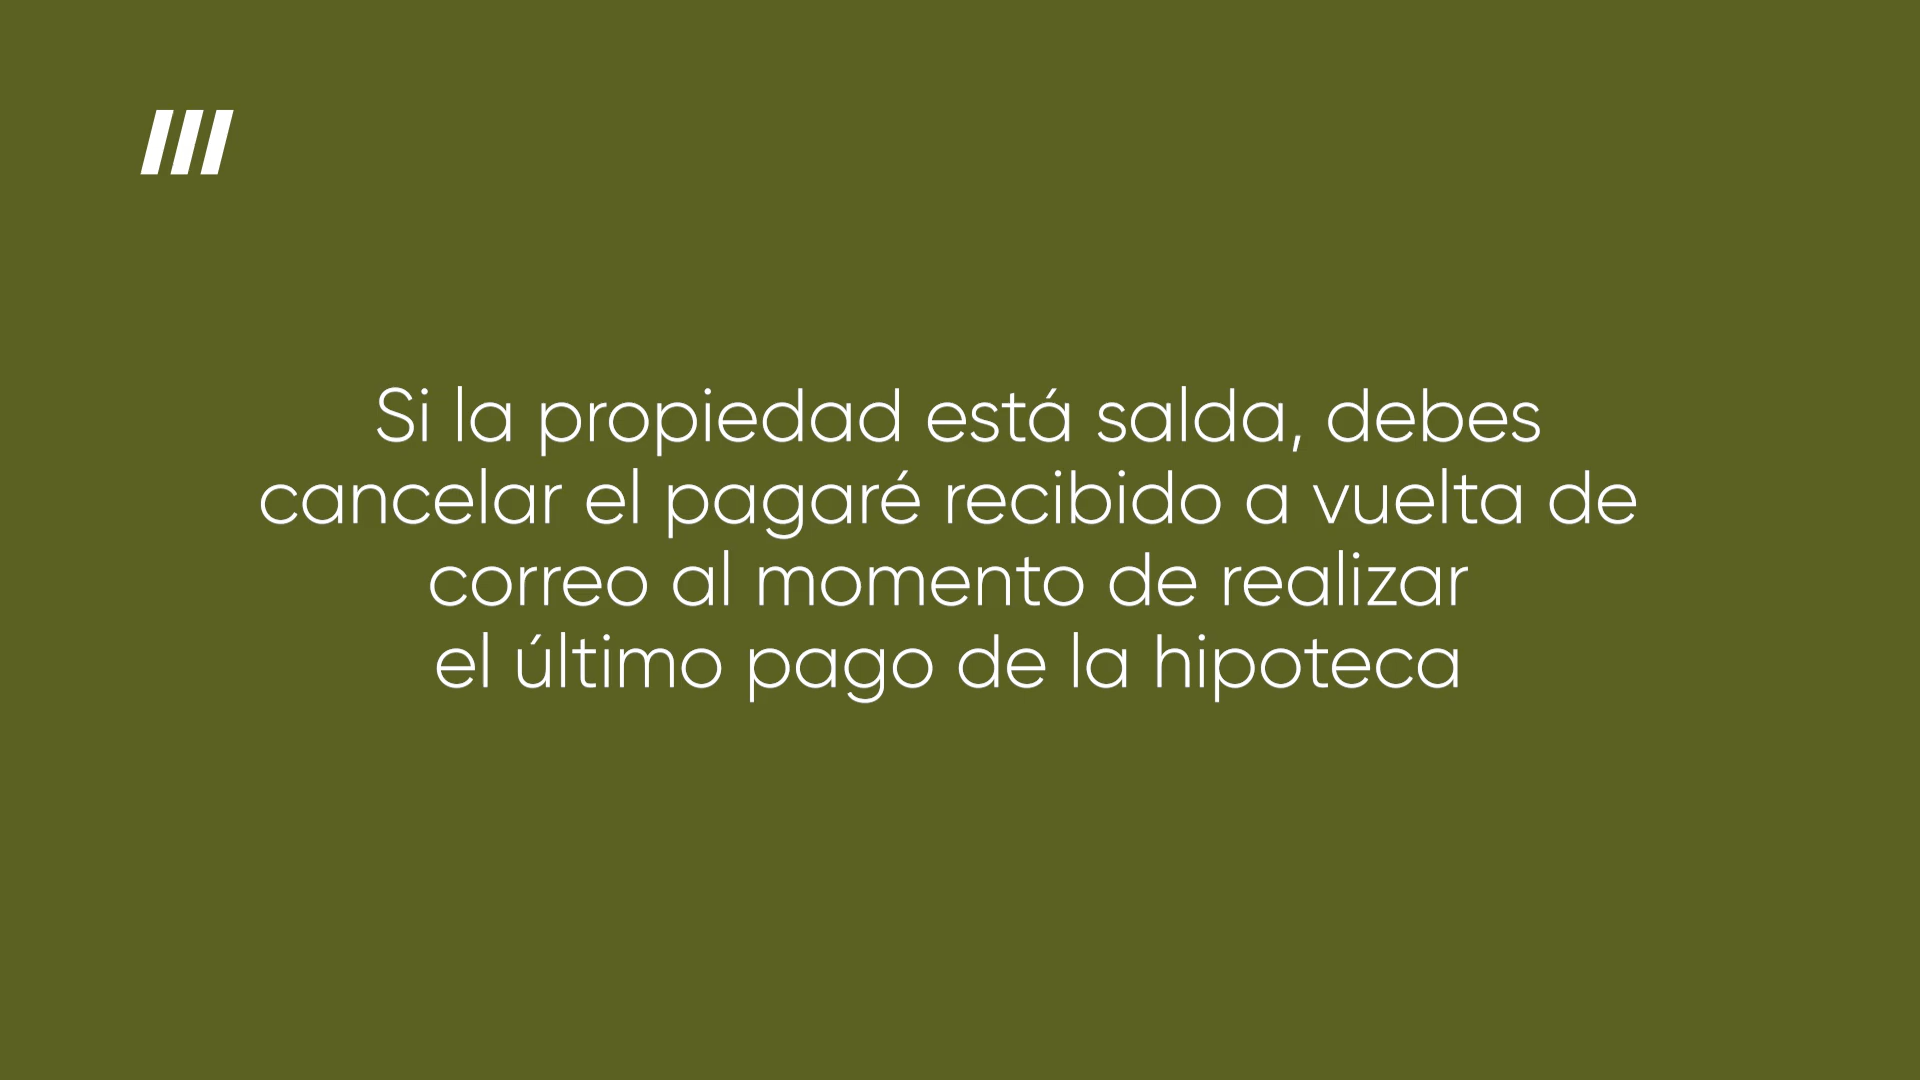 Si la propiedad está salda, debes
cancelar el pagaré recibido a vuelta de
correo al momento de realizar
el último pago de la hipoteca